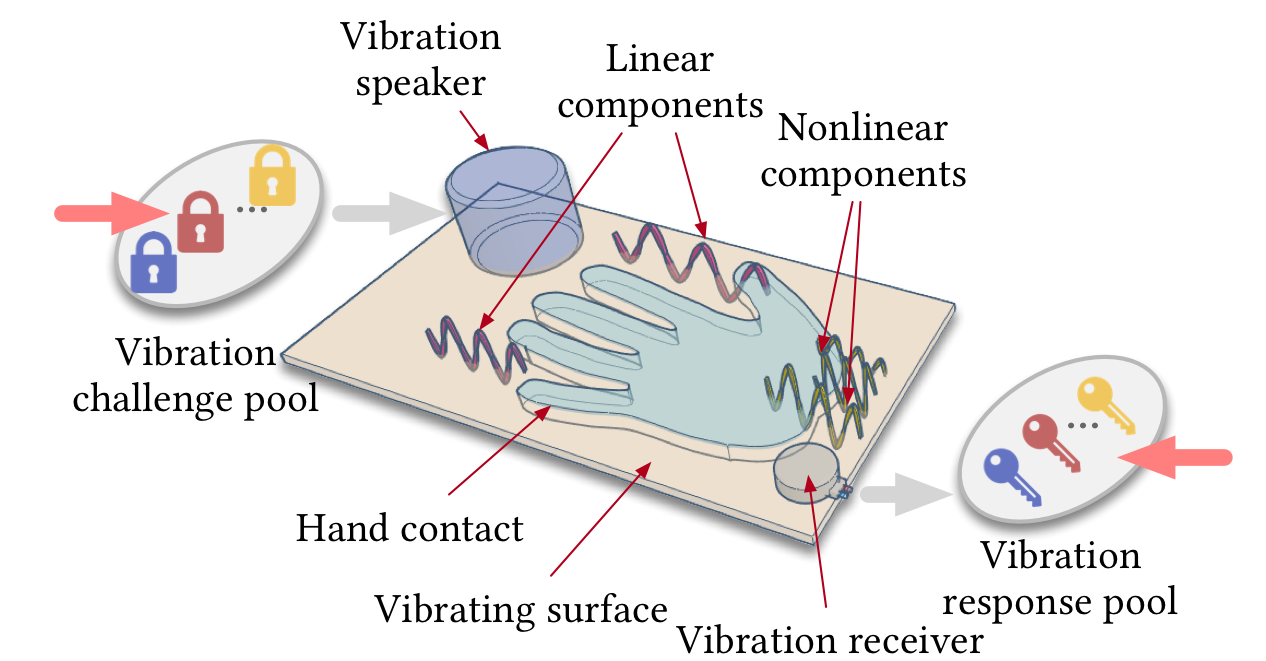 Vibration
speaker
Linear
components
Nonlinear
components
Vibration
challenge pool
Hand contact
Vibrating surface
Vibration receiver
Vibration
response pool